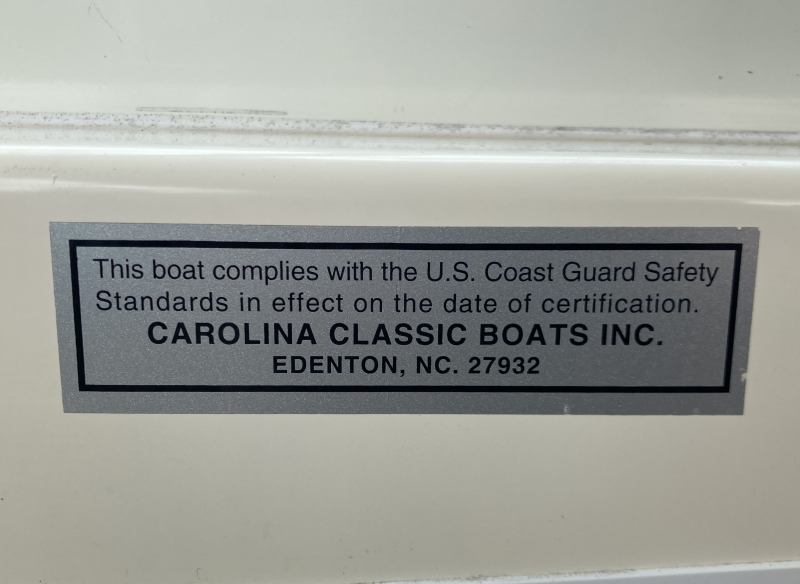 This boat complies with the U.S. Coast Guard Safety
Standards in effect on the date of certification.
CAROLINA CLASSIC BOATS INC.
EDENTON, NC. 27932